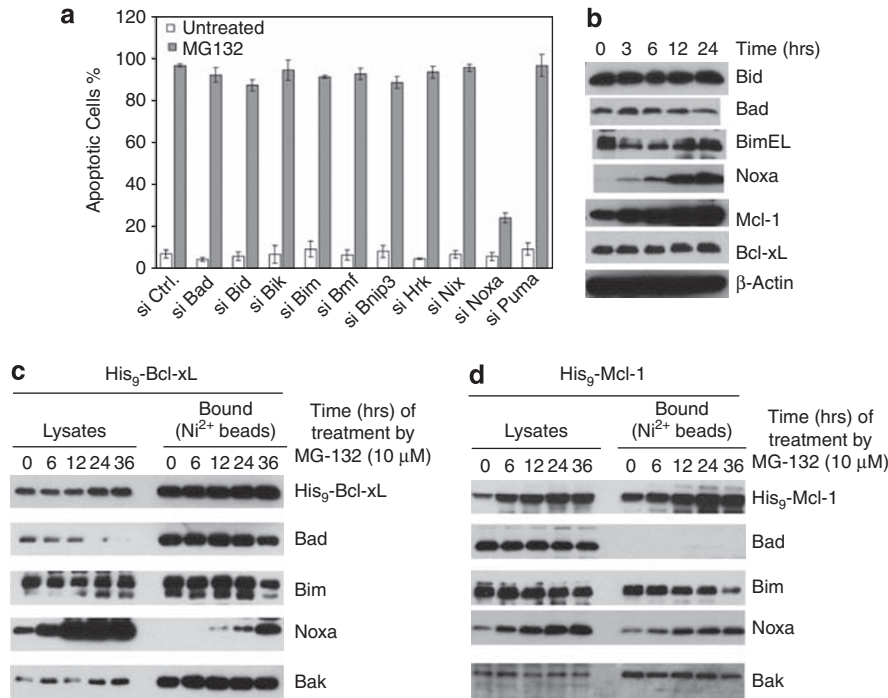 a
120
100
80
60
40
20
0
Apoptotic Cells %
Untreated
MG132
si Ctrl.
si Bad
si Bid
si Bik
si Bim
si Bmf
si Bnip3
si Hrk
si Nix
si Noxa
si Puma
b
0 3 6 12 24 Time (hrs)
Bid
Bad
BimEL
Noxa
Mcl-1
Bcl-xL
β-Actin
c
His9-Bcl-xL
Lysates
Bound
(Ni2+ beads)
Time (hrs) of
treatment by
MG-132 (10 μM)
0 6 12 24 36 0 6 12 24 36
His9-Bcl-xL
Bad
Bim
Noxa
Bak
d
His9-Mcl-1
Lysates
Bound
(Ni2+ beads)
Time (hrs) of
treatment by
MG-132 (10 μM)
0 6 12 24 36 0 6 12 24 36
His9-Mcl-1
Bad
Bim
Noxa
Bak